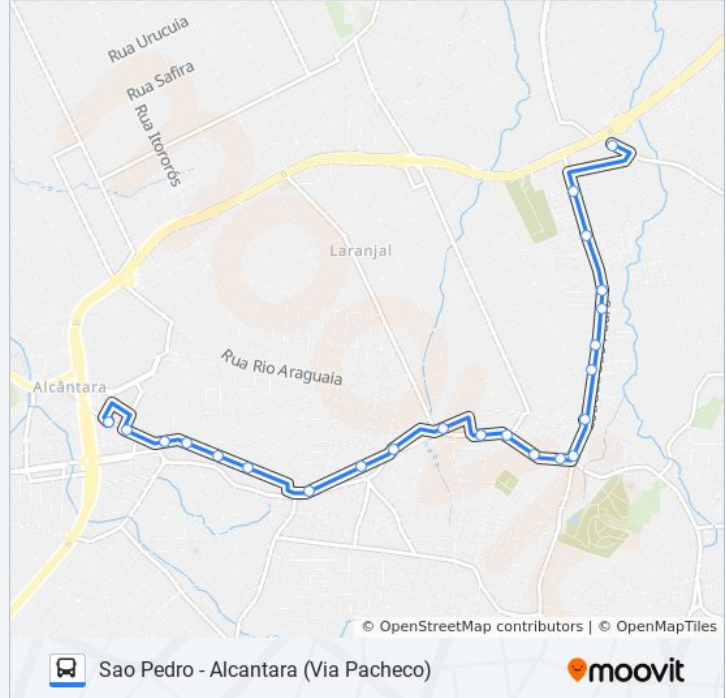 Rua Urucuia
Rua Safira
Rua Itororós
Laranjal
Rua Rio Araguaia
Alcântara
© OpenStreetMap contributors | © OpenMapTiles
Sao Pedro - Alcantara (Via Pacheco)
moovit